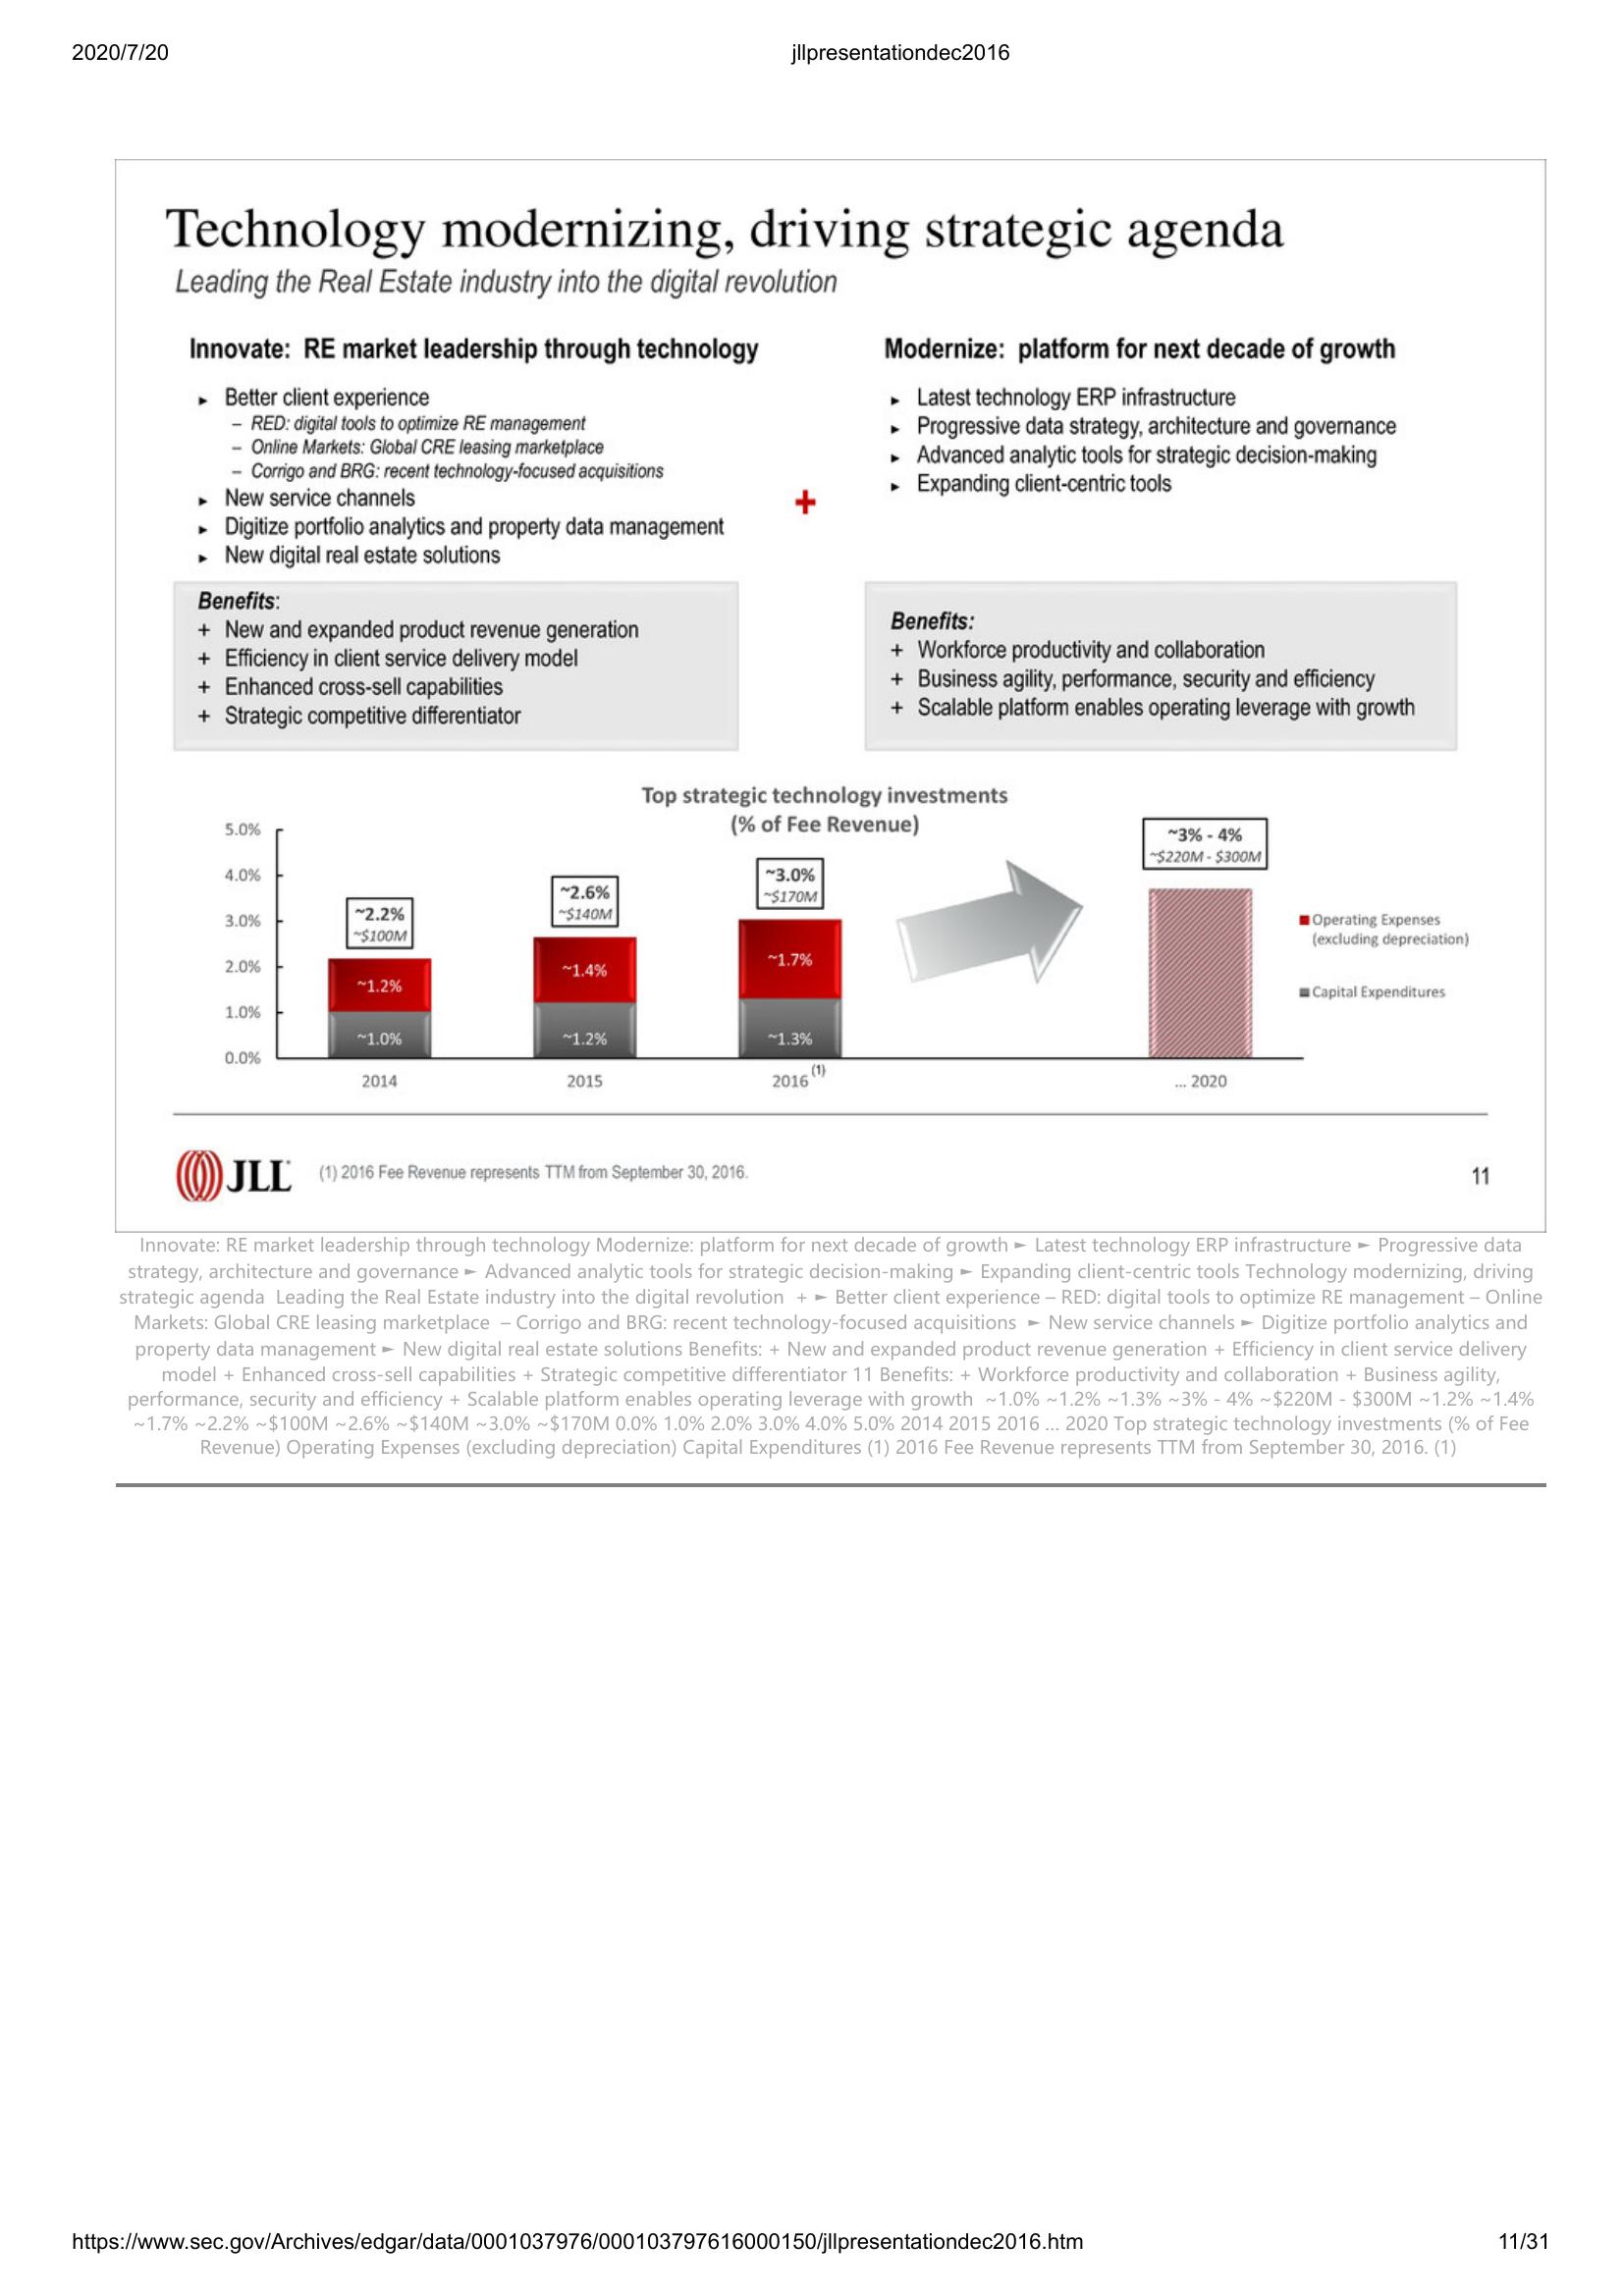 2020/7/20
jllpresentationdec2016
Technology modernizing, driving strategic agenda
Leading the Real Estate industry into the digital revolution
Innovate: RE market leadership through technology
► Better client experience
– RED: digital tools to optimize RE management
– Online Markets: Global CRE leasing marketplace
– Corrigo and BRG: recent technology-focused acquisitions
► New service channels
► Digitize portfolio analytics and property data management
► New digital real estate solutions
+
Modernize: platform for next decade of growth
► Latest technology ERP infrastructure
► Progressive data strategy, architecture and governance
► Advanced analytic tools for strategic decision-making
► Expanding client-centric tools
Benefits:
+ New and expanded product revenue generation
+ Efficiency in client service delivery model
+ Enhanced cross-sell capabilities
+ Strategic competitive differentiator
Benefits:
+ Workforce productivity and collaboration
+ Business agility, performance, security and efficiency
+ Scalable platform enables operating leverage with growth
Top strategic technology investments
(% of Fee Revenue)
5.0%
4.0%
3.0%
2.0%
1.0%
0.0%
~2.2%
~$100M
~1.2%
~1.0%
2014
~2.6%
~$140M
~1.4%
~1.2%
2015
~3.0%
~$170M
~1.7%
~1.3%
2016 (1)
~3% - 4%
~$220M - $300M
... 2020
Operating Expenses
(excluding depreciation)
Capital Expenditures
JLL
(1) 2016 Fee Revenue represents TTM from September 30, 2016.
11
Innovate: RE market leadership through technology Modernize: platform for next decade of growth ► Latest technology ERP infrastructure ► Progressive data
strategy, architecture and governance ► Advanced analytic tools for strategic decision-making ► Expanding client-centric tools Technology modernizing, driving
strategic agenda Leading the Real Estate industry into the digital revolution + ► Better client experience – RED: digital tools to optimize RE management – Online
Markets: Global CRE leasing marketplace – Corrigo and BRG: recent technology-focused acquisitions ► New service channels ► Digitize portfolio analytics and
property data management ► New digital real estate solutions Benefits: + New and expanded product revenue generation + Efficiency in client service delivery
model + Enhanced cross-sell capabilities + Strategic competitive differentiator 11 Benefits: + Workforce productivity and collaboration + Business agility,
performance, security and efficiency + Scalable platform enables operating leverage with growth ~1.0% ~1.2% ~1.3% ~3% - 4% ~$220M - $300M ~1.2% ~1.4%
~1.7% ~2.2% ~$100M ~2.6% ~$140M ~3.0% ~$170M 0.0% 1.0% 2.0% 3.0% 4.0% 5.0% 2014 2015 2016 ... 2020 Top strategic technology investments (% of Fee
Revenue) Operating Expenses (excluding depreciation) Capital Expenditures (1) 2016 Fee Revenue represents TTM from September 30, 2016. (1)
https://www.sec.gov/Archives/edgar/data/0001037976/000103797616000150/jllpresentationdec2016.htm
11/31